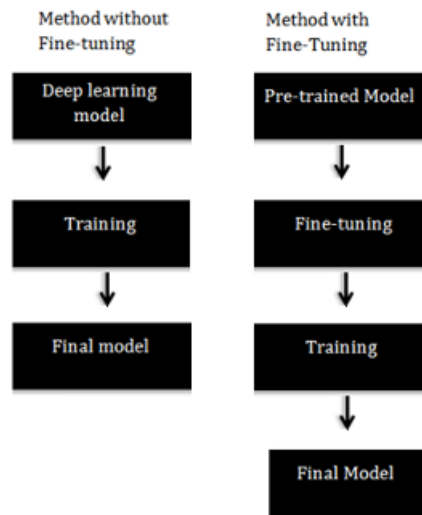 Method without
Fine-tuning
Deep learning
model
Training
Final model
Method with
Fine-Tuning
Pre-trained Model
Fine-tuning
Training
Final Model